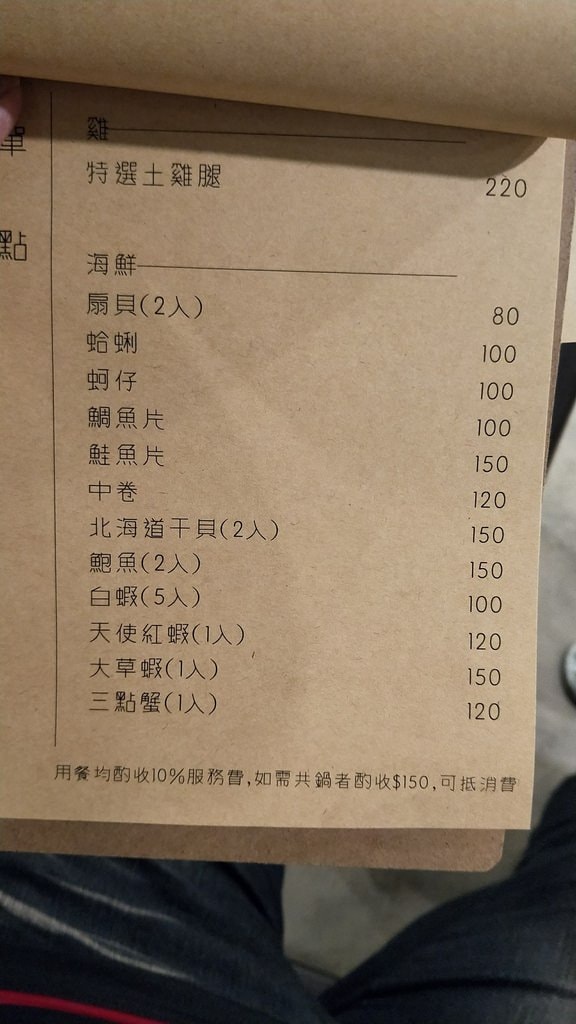 單
點
雞
特選土雞腿 220
海鮮
扇貝(2入) 80
蛤蜊 100
蚵仔 100
鯛魚片 100
鮭魚片 150
中卷 120
北海道干貝(2入) 150
鮑魚(2入) 150
白蝦(5入) 100
天使紅蝦(1入) 120
大草蝦(1入) 150
三點蟹(1入) 120
用餐均酌收10%服務費,如需共鍋者酌收$150,可抵消費